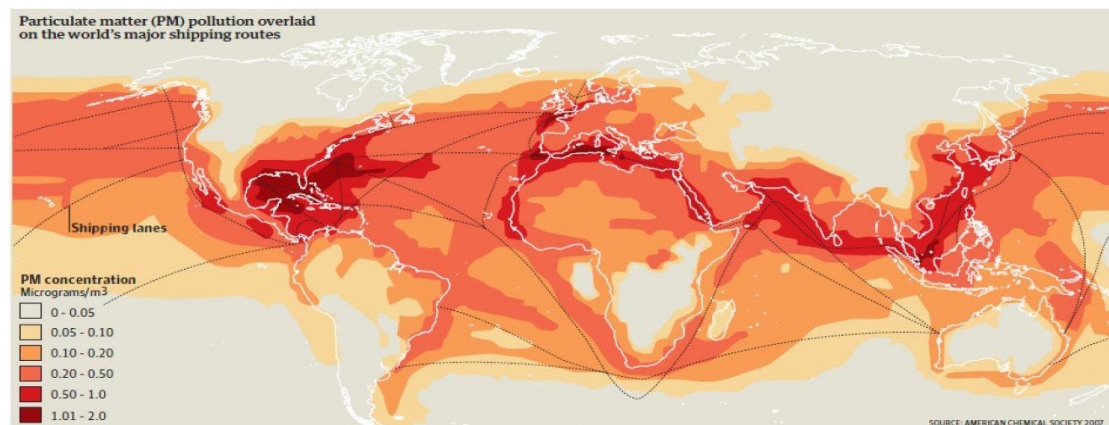 Particulate matter (PM) pollution overlaid
on the world's major shipping routes
Shipping lanes
PM concentration
Micrograms/m3
0 - 0.05
0.05 - 0.10
0.10 - 0.20
0.20 - 0.50
0.50 - 1.0
1.01 - 2.0
SOURCE: AMERICAN CHEMICAL SOCIETY 2007